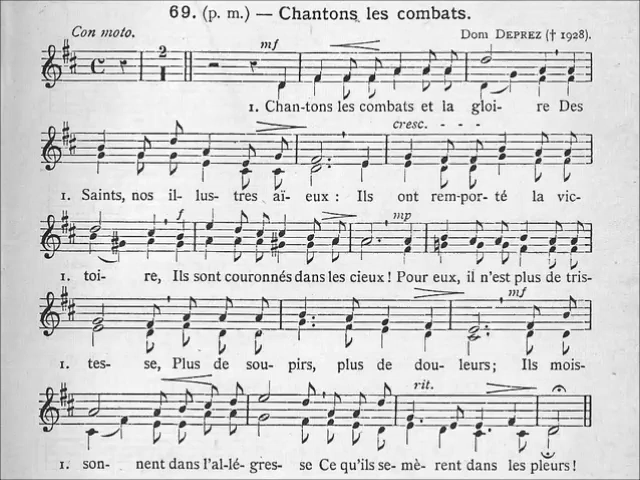 69. (p. m.) — Chantons les combats.
Con moto.
Dom DEPREZ († 1928).
2
mf
1. Chan-tons les combats et la gloi- re Des
cresc. - - -
1. Saints, nos il- lus- tres aï- eux : Ils ont rem-por-té la vic-
f
mp
1. toi- re, Ils sont couronnés dans les cieux ! Pour eux, il n'est plus de tris-
mf
1. tes- se, Plus de sou- pirs, plus de dou- leurs; Ils mois-
rit.
1. son- nent dans l'al-lé- gres- se Ce qu'ils se-mè- rent dans les pleurs !